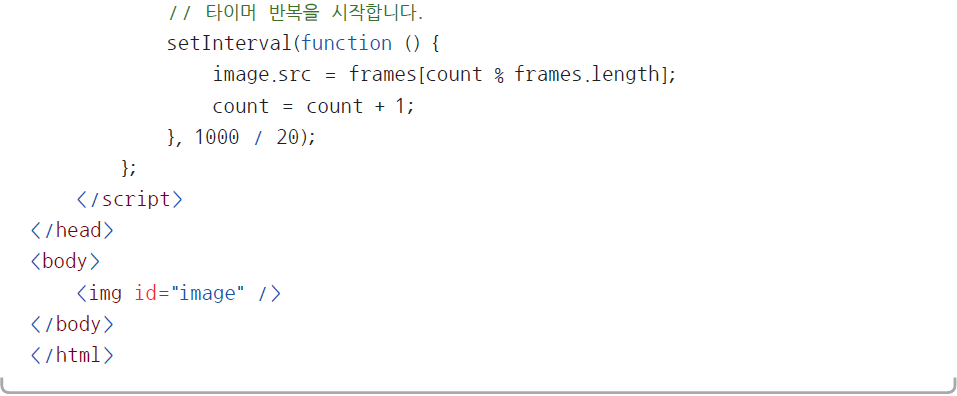 // 타이머 반복을 시작합니다.
setInterval(function () {
image.src = frames[count % frames.length];
count = count + 1;
}, 1000 / 20);
};
</script>
</head>
<body>
<img id="image" />
</body>
</html>